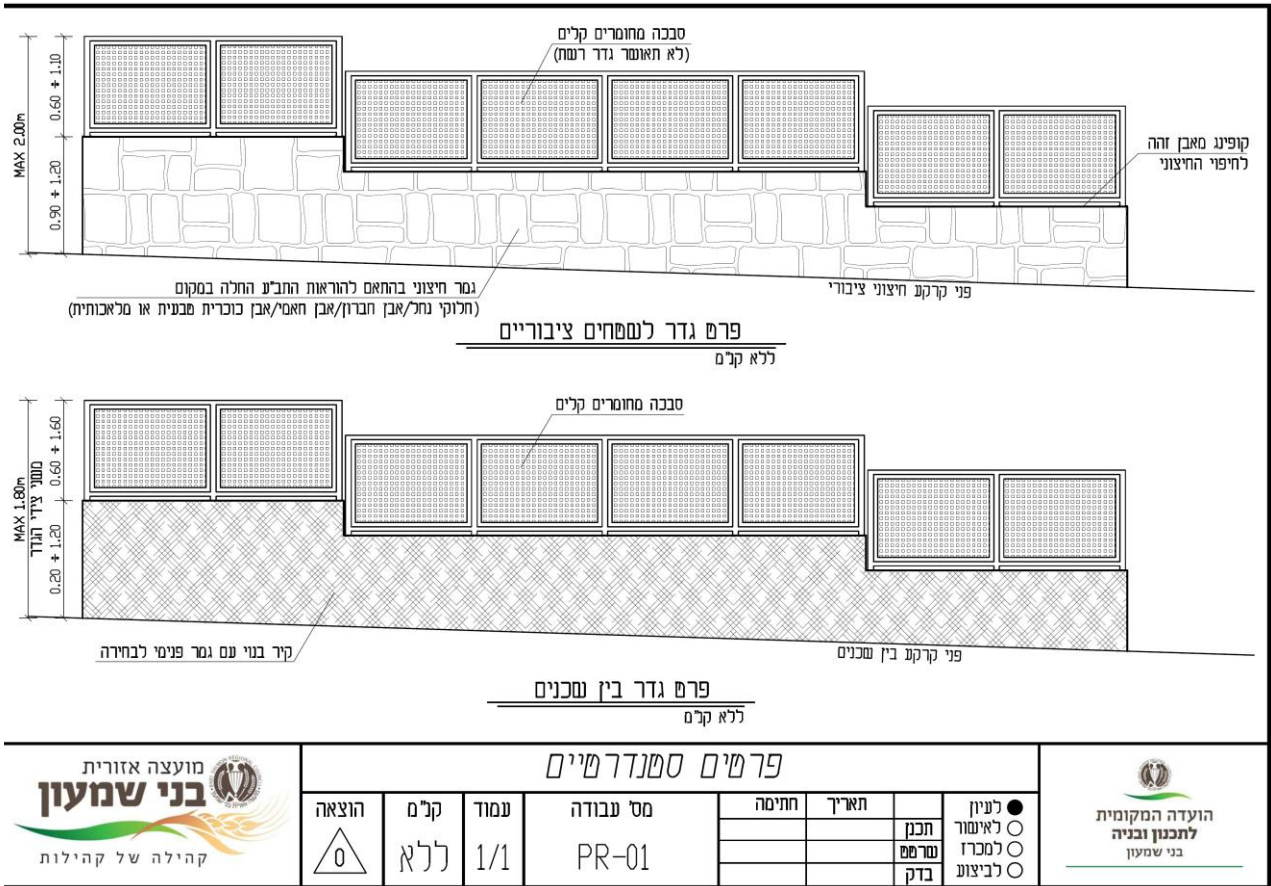 סבכה מחומרים קלים
(לא תאושר גדר רשת)
MAX 2.00m
0.60 ÷ 1.10
0.90 ÷ 1.20
קופינג מאבן זהה
לחיפוי החיצוני
גמר חיצוני בהתאם להוראות התב"ע החלה במקום
(חלוקי נחל/אבן חברון/אבן חאמי/אבן כוכרית טבעית או מלאכותית)
פני קרקע חיצוני ציבורי
פרט גדר לשטחים ציבוריים
ללא קנ"מ
סבכה מחומרים קלים
MAX 1.80m
משני צידי הגדר
0.60 ÷ 1.60
0.20 ÷ 1.20
קיר בנוי עם גמר פנימי לבחירה
פני קרקע בין שכנים
פרט גדר בין שכנים
ללא קנ"מ
מועצה אזורית
בני שמעון
קהילה של קהילות
פרטים סטנדרטיים
הוצאה
0
קנ"מ
ללא
עמוד
1/1
מס' עבודה
PR-01
חתימה
תאריך
תכנן
שרטט
בדק
לעיון
לאישור
למכרז
לביצוע
הועדה המקומית
לתכנון ובניה
בני שמעון